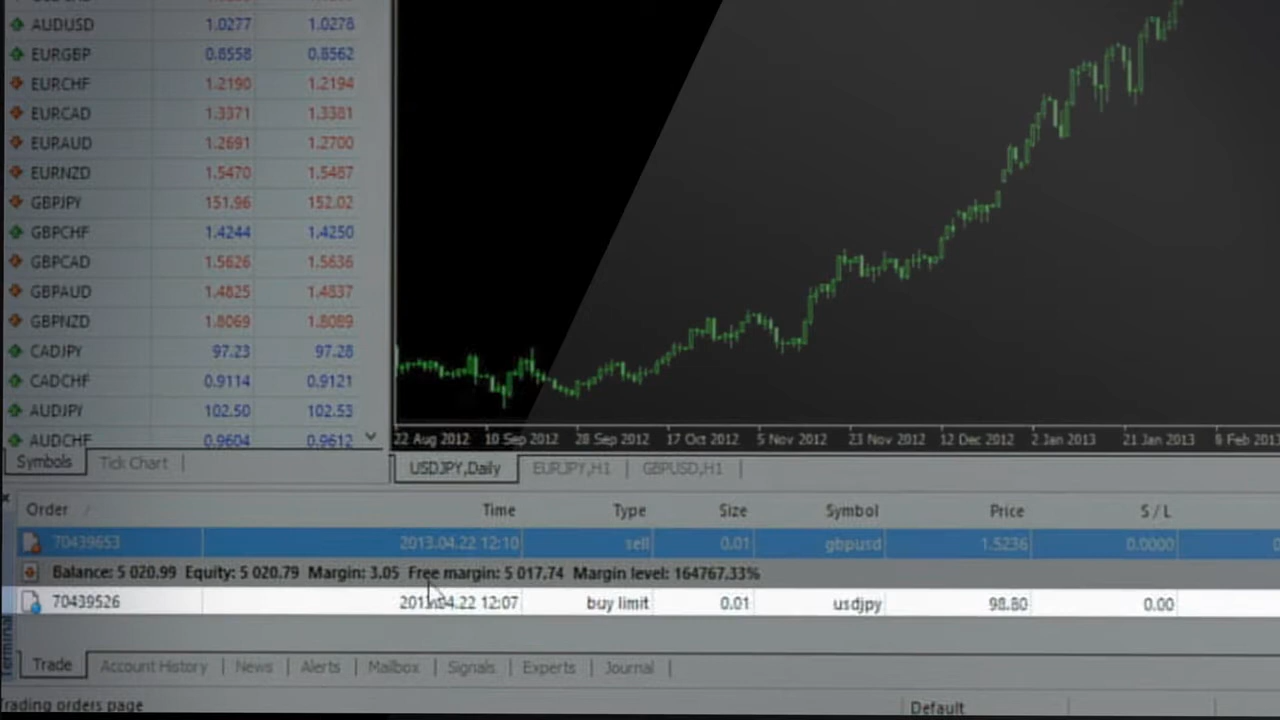 AUDUSD 1.0277 1.0278
EURGBP 0.8558 0.8562
EURCHF 1.2190 1.2194
EURCAD 1.3371 1.3381
EURAUD 1.2691 1.2700
EURNZD 1.5470 1.5487
GBPJPY 151.96 152.02
GBPCHF 1.4244 1.4250
GBPCAD 1.5626 1.5636
GBPAUD 1.4825 1.4837
GBPNZD 1.8069 1.8089
CADJPY 97.23 97.28
CADCHF 0.9114 0.9121
AUDJPY 102.50 102.53
AUDCHF 0.9604 0.9612
22 Aug 2012 10 Sep 2012 28 Sep 2012 17 Oct 2012 5 Nov 2012 23 Nov 2012 12 Dec 2012 2 Jan 2013 21 Jan 2013 8 Feb 2013
Symbols Tick Chart
USDJPY,Daily EURJPY,H1 GBPUSD,H1
Order / Time Type Size Symbol Price S / L
70439653 2013.04.22 12:10 sell 0.01 gbpusd 1.5236 0.0000
Balance: 5 020.99 Equity: 5 020.79 Margin: 3.05 Free margin: 5 017.74 Margin level: 164767.33%
70439526 2013.04.22 12:07 buy limit 0.01 usdjpy 98.80 0.00
Terminal
Trade Account History News Alerts Mailbox Signals Experts Journal
Trading orders page Default